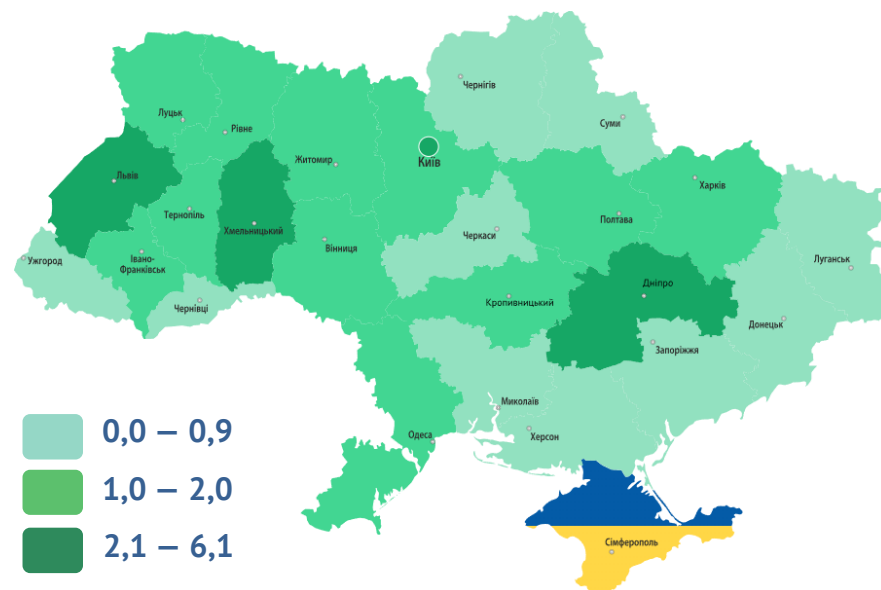 Чернігів
Луцьк
Суми
Рівне
Київ
Житомир
Львів
Харків
Тернопіль
Полтава
Хмельницький
Черкаси
Вінниця
Івано-
Франківськ
Ужгород
Луганськ
Дніпро
Кропивницький
Чернівці
Донецьк
Запоріжжя
Миколаїв
Одеса
Херсон
Сімферополь
0,0 – 0,9
1,0 – 2,0
2,1 – 6,1